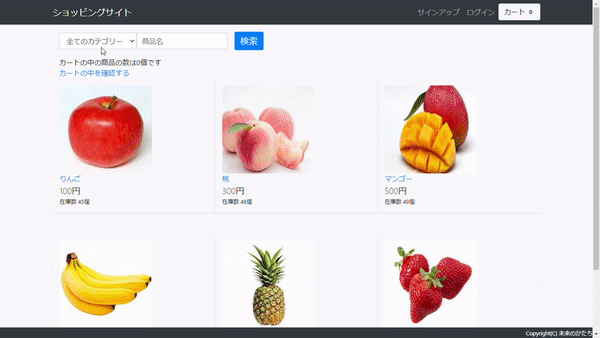 ショッピングサイト
サインアップ ログイン カート 0
全てのカテゴリー 商品名 検索
カートの中の商品の数は0個です
カートの中を確認する
りんご 桃 マンゴー
100円 300円 500円
在庫数 45個 在庫数 48個 在庫数 49個
Copyright(C) 未来のかたち